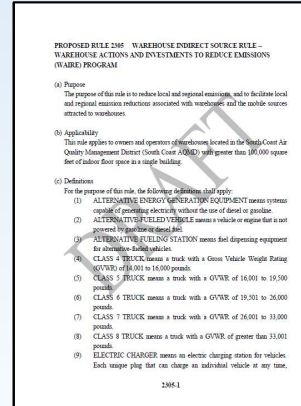 PROPOSED RULE 2305 WAREHOUSE INDIRECT SOURCE RULE –
WAREHOUSE ACTIONS AND INVESTMENTS TO REDUCE EMISSIONS
(WAIRE) PROGRAM
(a) Purpose
The purpose of this rule is to reduce local and regional emissions, and to facilitate local
and regional emission reductions associated with warehouses and the mobile sources
attracted to warehouses.
(b) Applicability
This rule applies to owners and operators of warehouses located in the South Coast Air
Quality Management District (South Coast AQMD) with greater than 100,000 square
feet of indoor floor space in a single building.
(c) Definitions
For the purpose of this rule, the following definitions shall apply:
(1) ALTERNATIVE ENERGY GENERATION EQUIPMENT means systems
capable of generating electricity without the use of diesel or gasoline.
(2) ALTERNATIVE-FUELED VEHICLE means a vehicle or engine that is not
powered by gasoline or diesel fuel.
(3) ALTERNATIVE FUELING STATION means fuel dispensing equipment
for alternative-fueled vehicles.
(4) CLASS 4 TRUCK means a truck with a Gross Vehicle Weight Rating
(GVWR) of 14,001 to 16,000 pounds.
(5) CLASS 5 TRUCK means a truck with a GVWR of 16,001 to 19,500
pounds.
(6) CLASS 6 TRUCK means a truck with a GVWR of 19,501 to 26,000
pounds.
(7) CLASS 7 TRUCK means a truck with a GVWR of 26,001 to 33,000
pounds.
(8) CLASS 8 TRUCK means a truck with a GVWR of greater than 33,001
pounds.
(9) ELECTRIC CHARGER means an electric charging station for vehicles.
Each unique plug that can charge an individual vehicle at any time,
2305-1
DRAFT